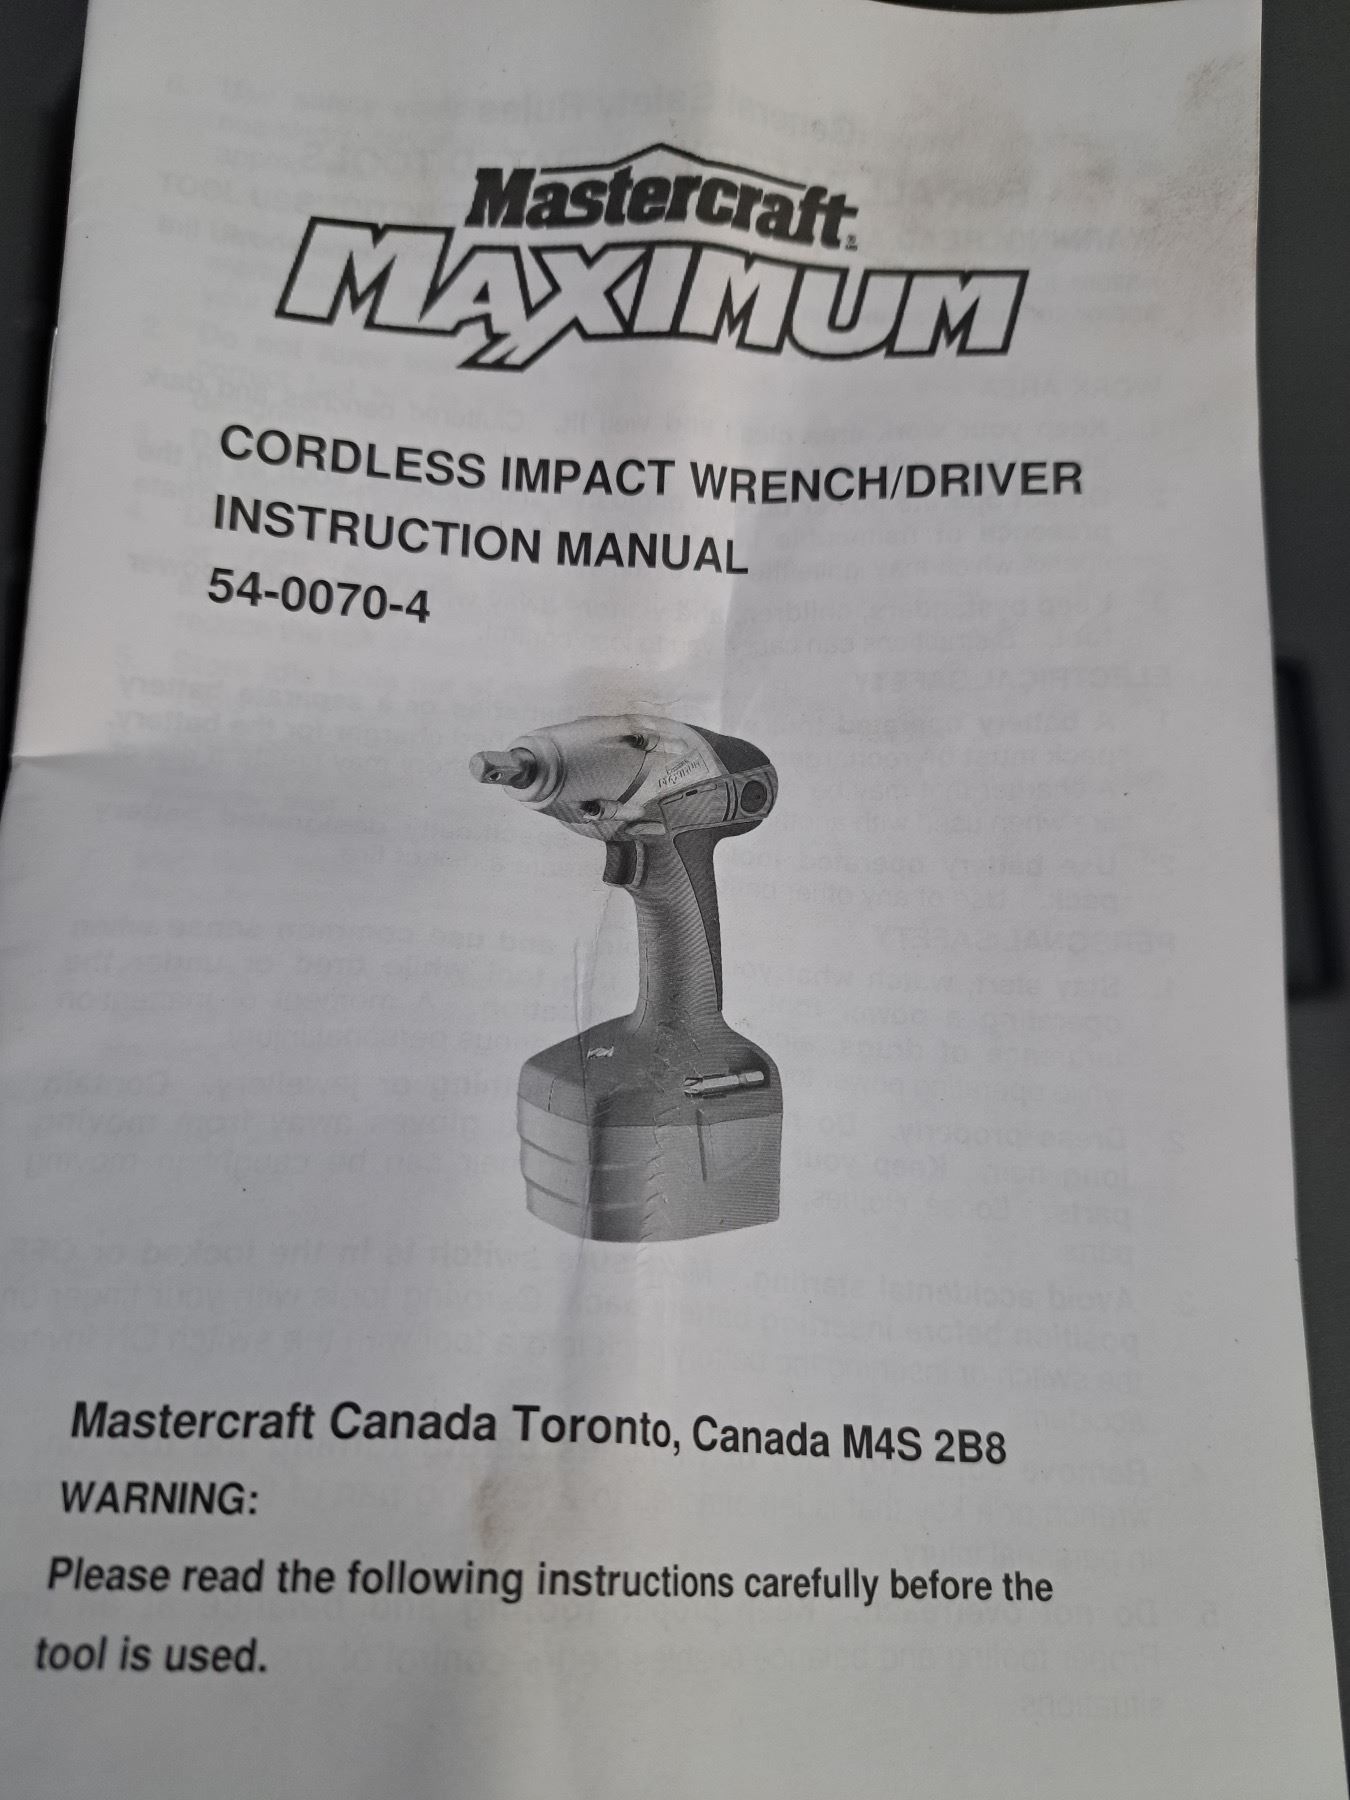 Mastercraft
MAXIMUM
CORDLESS IMPACT WRENCH/DRIVER
INSTRUCTION MANUAL
54-0070-4
MAXIMUM
Mastercraft Canada Toronto, Canada M4S 2B8
WARNING:
Please read the following instructions carefully before the
tool is used.